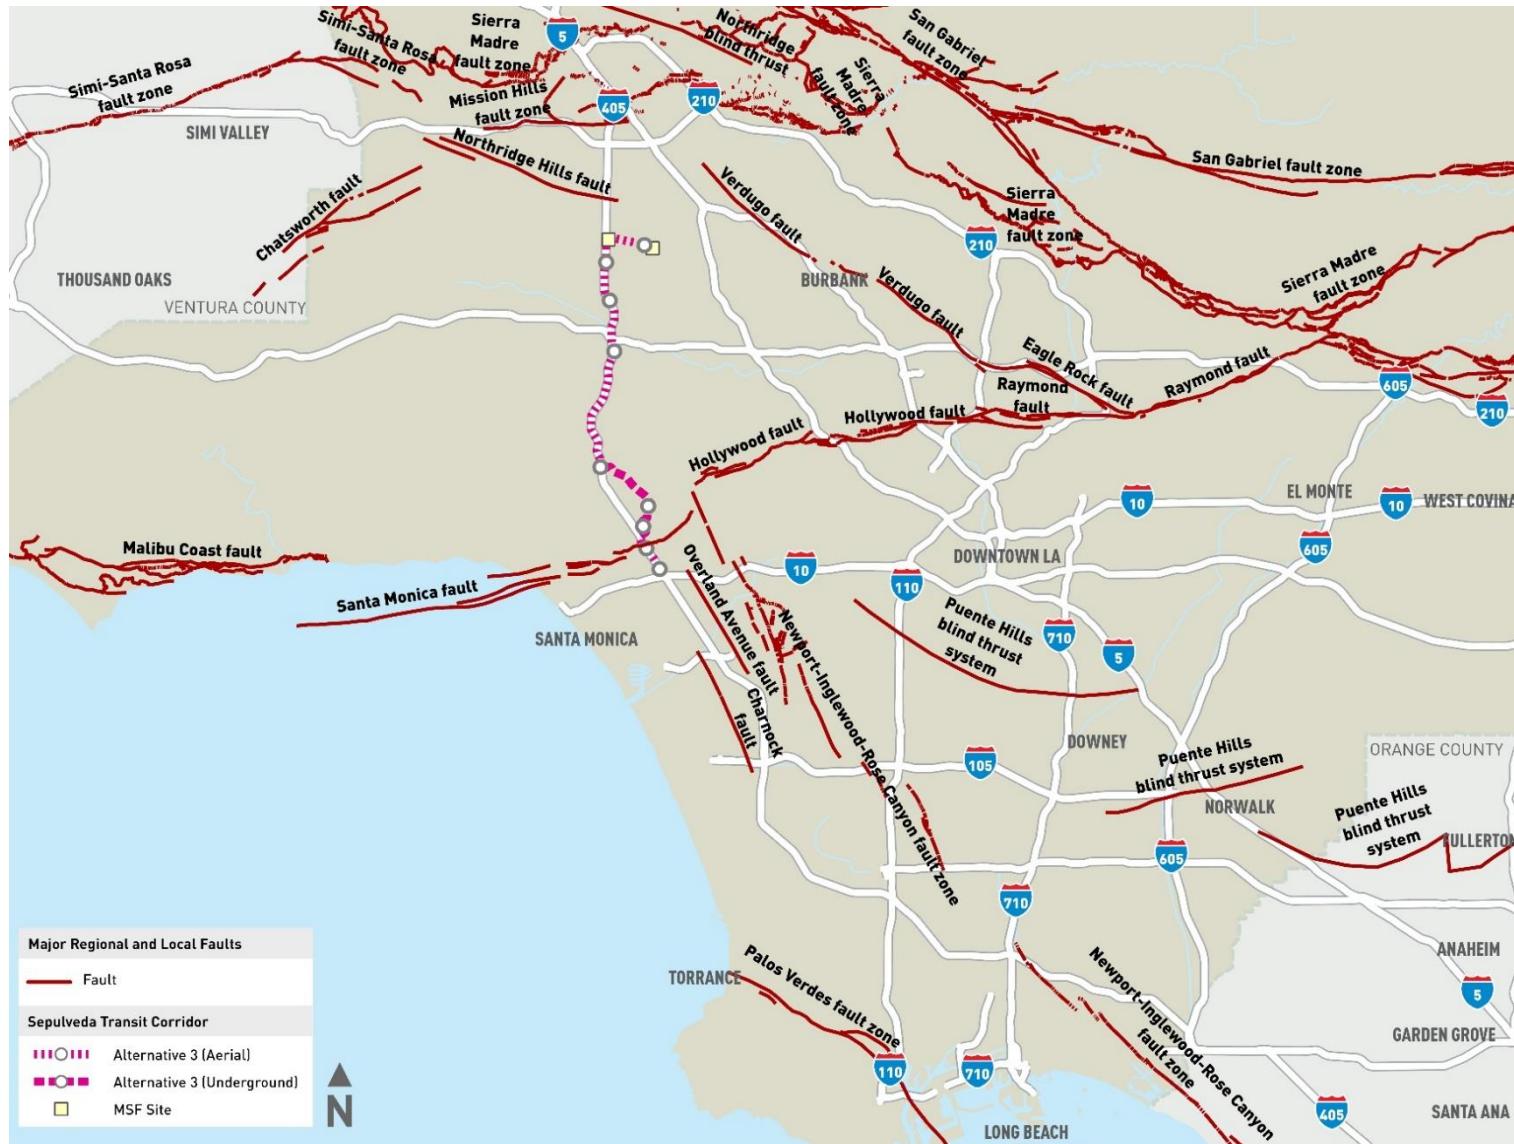 Simi-Santa Rosa
fault zone
Sierra
Madre
fault zone
5
Northridge
blind thrust
San Gabriel
fault zone
Simi-Santa Rosa
fault zone
Sierra
Madre
fault zone
Mission Hills
fault zone
405
210
SIMI VALLEY
Northridge Hills fault
San Gabriel fault zone
Chatsworth fault
Verdugo fault
Sierra
Madre
fault zone
210
THOUSAND OAKS
VENTURA COUNTY
BURBANK
Verdugo fault
Sierra Madre
fault zone
Eagle Rock fault
Raymond
fault
Raymond fault
605
210
Hollywood fault
Hollywood fault
EL MONTE
10
10
WEST COVINA
605
Malibu Coast fault
DOWNTOWN LA
10
110
Santa Monica fault
Overland Avenue fault
SANTA MONICA
Newport-Inglewood-Rose Canyon fault zone
Puente Hills
blind thrust
system
710
5
Charnock
fault
DOWNEY
ORANGE COUNTY
105
Puente Hills
blind thrust system
NORWALK
Puente Hills
blind thrust
system
FULLERTON
605
710
Major Regional and Local Faults
Fault
Sepulveda Transit Corridor
Alternative 3 (Aerial)
Alternative 3 (Underground)
MSF Site
N
TORRANCE
Palos Verdes fault zone
Newport-Inglewood-Rose Canyon
fault zone
ANAHEIM
5
GARDEN GROVE
110
710
405
SANTA ANA
LONG BEACH